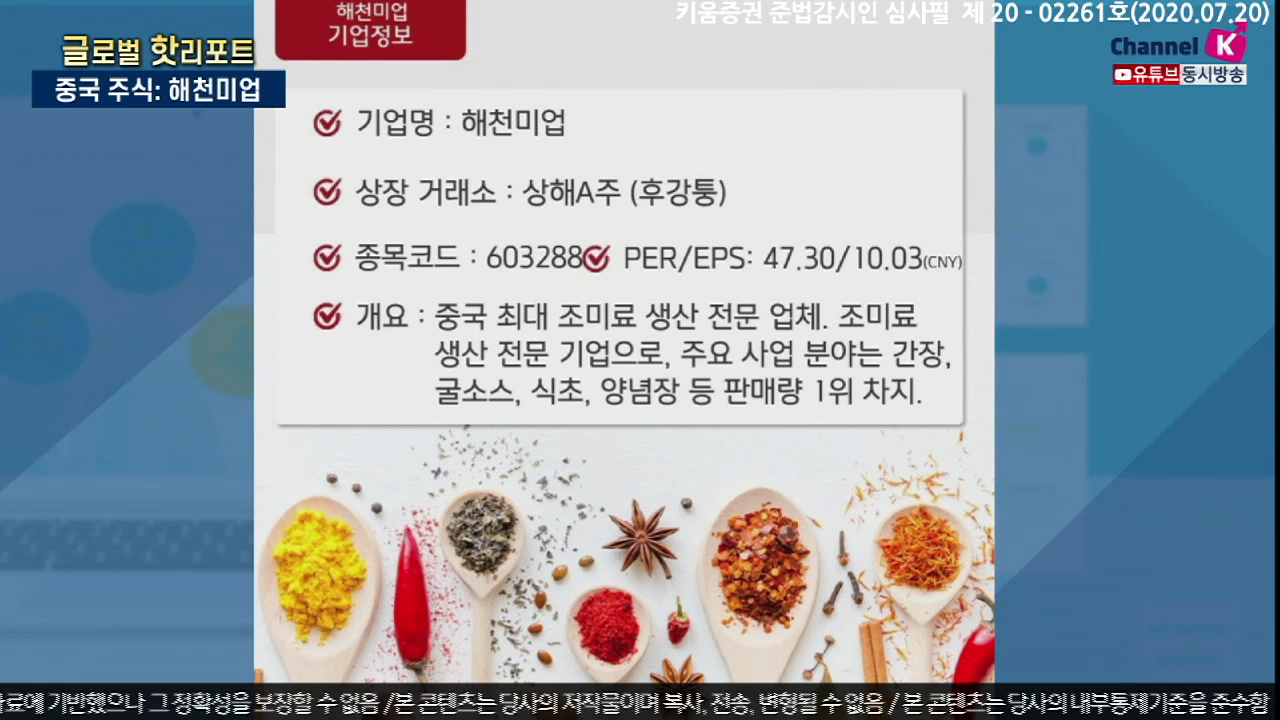 해천미업
기업정보
키움증권 준법감시인 심사필 제 20 - 02261호(2020.07.20)
글로벌 핫리포트
중국 주식: 해천미업
Channel K
유튜브 동시방송
기업명 : 해천미업
상장 거래소 : 상해A주 (후강퉁)
종목코드 : 603288 PER/EPS: 47.30/10.03(CNY)
개요 : 중국 최대 조미료 생산 전문 업체. 조미료
생산 전문 기업으로, 주요 사업 분야는 간장,
굴소스, 식초, 양념장 등 판매량 1위 차지.
료에 기반했으나 그 정확성을 보장할 수 없음 /본 콘텐츠는 당사의 저작물이며 복사, 전송, 변형될 수 없음 / 본 콘텐츠는 당사의 내부통제기준을 준수함